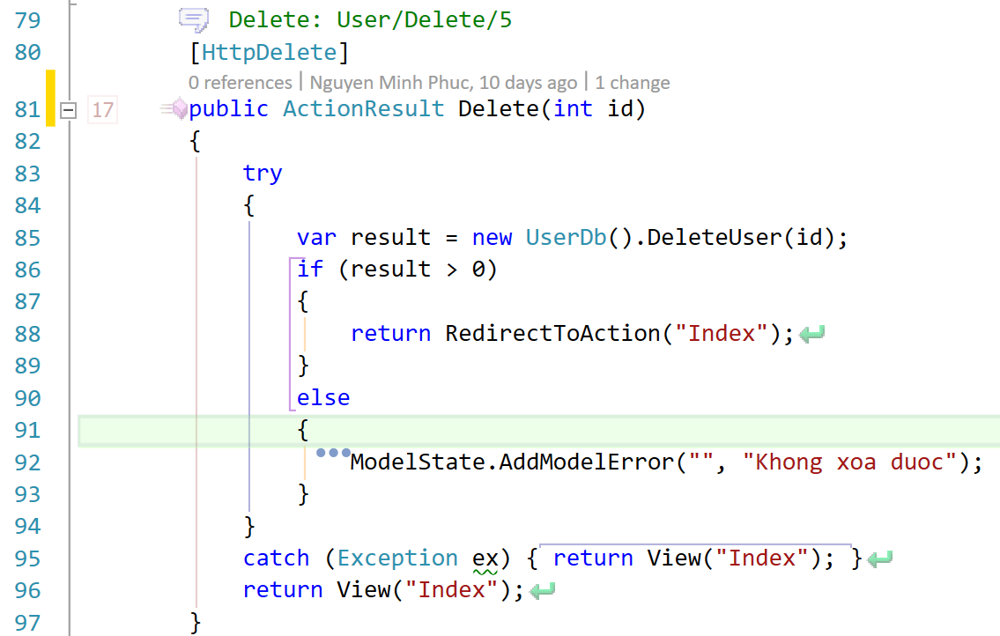 79 Delete: User/Delete/5
80 [HttpDelete]
0 references | Nguyen Minh Phuc, 10 days ago | 1 change
81 17 public ActionResult Delete(int id)
82 {
83 try
84 {
85 var result = new UserDb().DeleteUser(id);
86 if (result > 0)
87 {
88 return RedirectToAction("Index");
89 }
90 else
91 {
92 ModelState.AddModelError("", "Khong xoa duoc");
93 }
94 }
95 catch (Exception ex) { return View("Index"); }
96 return View("Index");
97 }